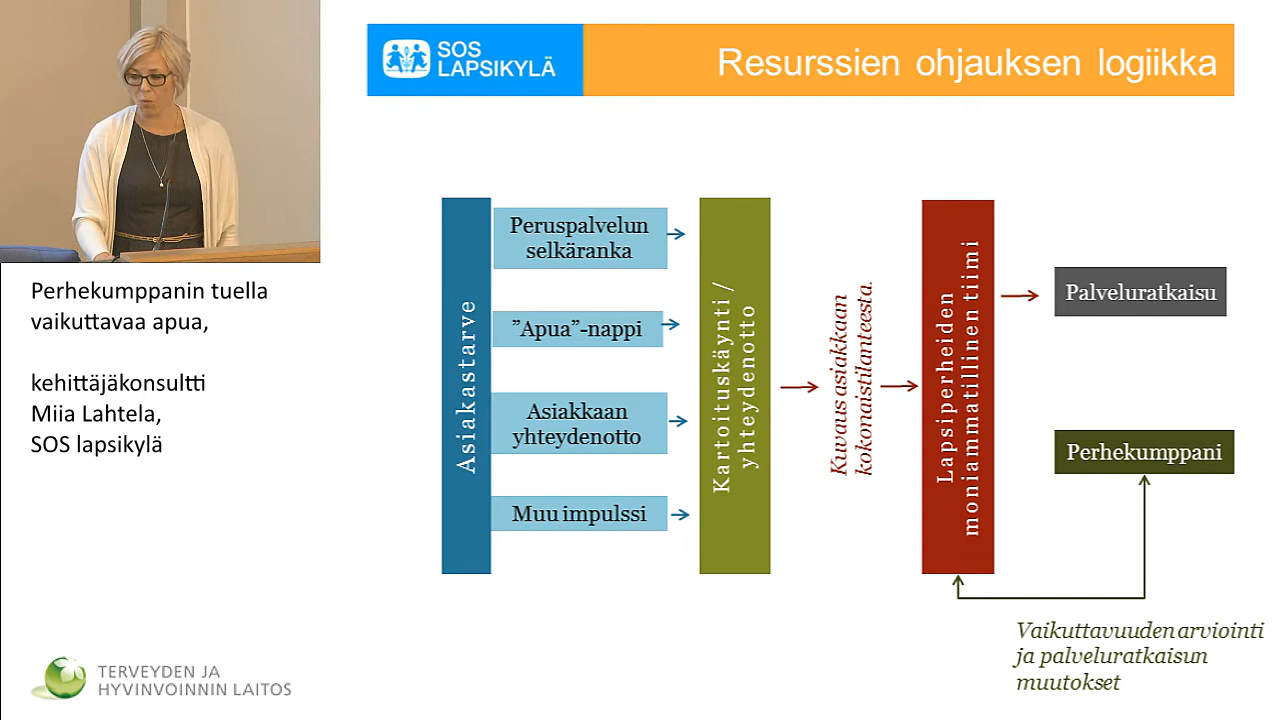 SOS
LAPSIKYLÄ
Resurssien ohjauksen logiikka
Perhekumppanin tuella
vaikuttavaa apua,
kehittäjäkonsultti
Miia Lahtela,
SOS lapsikylä
Asiakastarve
Peruspalvelun
selkäranka
”Apua”-nappi
Asiakkaan
yhteydenotto
Muu impulssi
Kartoituskäynti /
yhteydenotto
Kuvaus asiakkaan
kokonaistilanteesta.
Lapsiperheiden
moniammatillinen tiimi
Palveluratkaisu
Perhekumppani
Vaikuttavuuden arviointi
ja palveluratkaisun
muutokset
TERVEYDEN JA
HYVINVOINNIN LAITOS